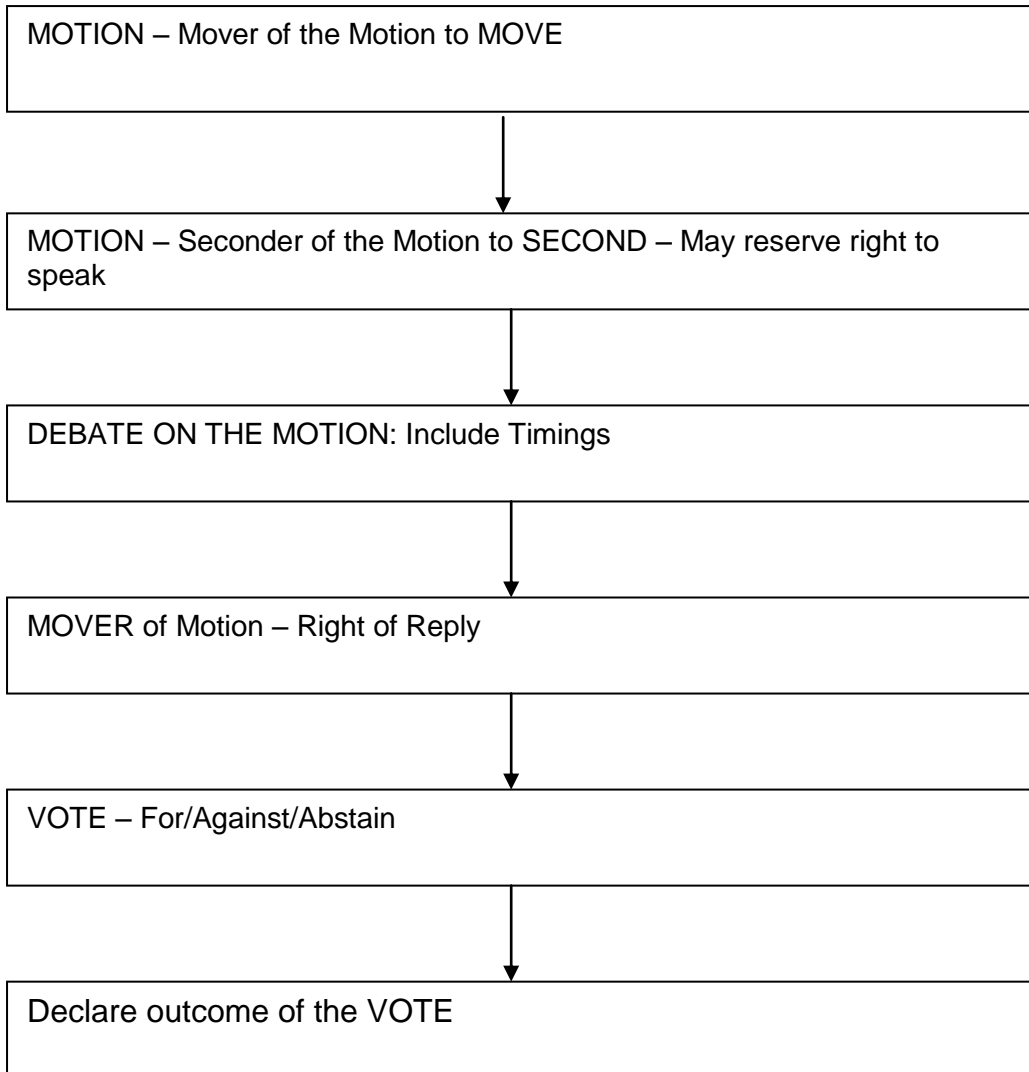 MOTION – Mover of the Motion to MOVE
MOTION – Seconder of the Motion to SECOND – May reserve right to
speak
DEBATE ON THE MOTION: Include Timings
MOVER of Motion – Right of Reply
VOTE – For/Against/Abstain
Declare outcome of the VOTE